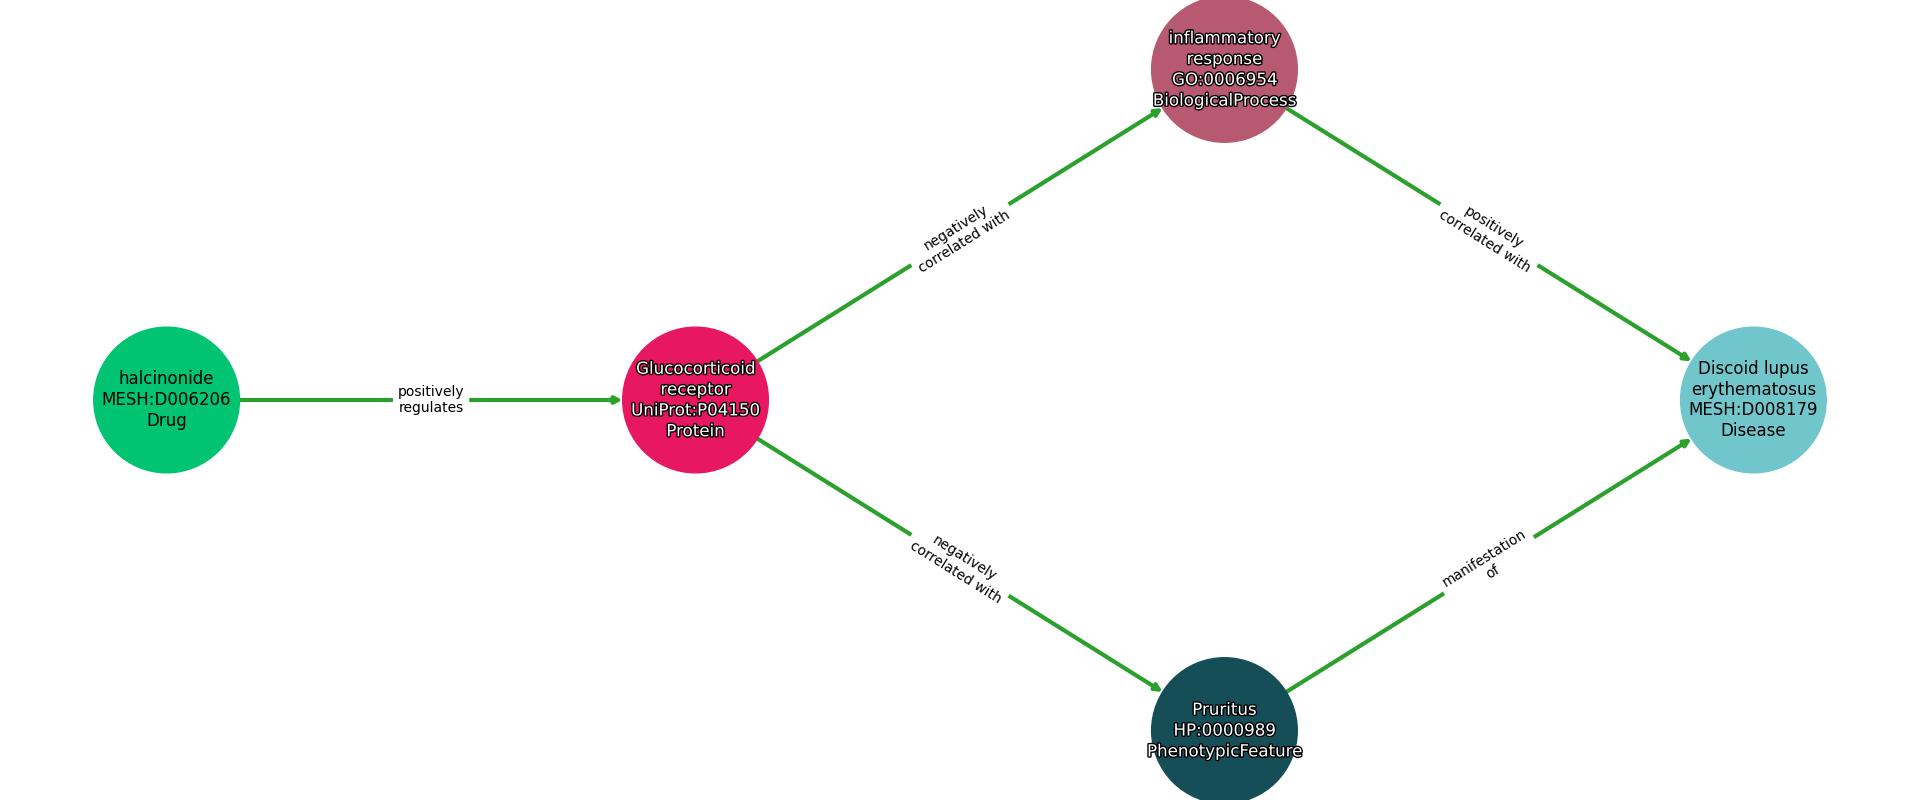 inflammatory
response
GO:0006954
BiologicalProcess
negatively
correlated with
positively
correlated with
halcinonide
MESH:D006206
Drug
positively
regulates
Glucocorticoid
receptor
UniProt:P04150
Protein
Discoid lupus
erythematosus
MESH:D008179
Disease
negatively
correlated with
manifestation
of
Pruritus
HP:0000989
PhenotypicFeature